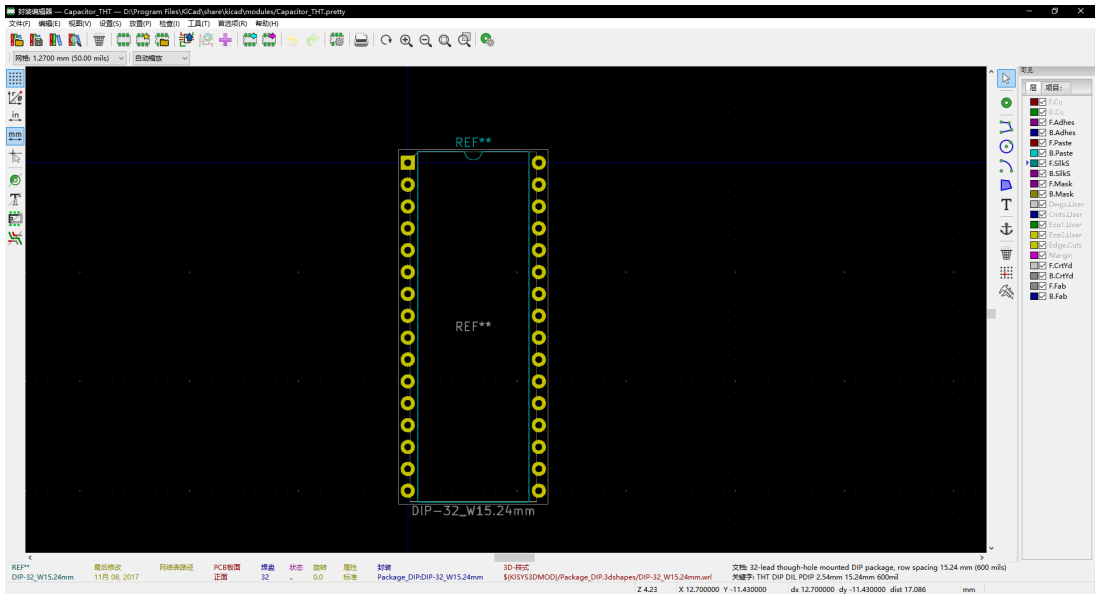 封装编辑器 — Capacitor_THT — D:\Program Files\KiCad\share\kicad\modules/Capacitor_THT.pretty
文件(F) 编辑(E) 视图(V) 设置(S) 放置(P) 检查(I) 工具(T) 首选项(R) 帮助(H)
网格: 1.2700 mm (50.00 mils) 自动缩放
可见
层 项目:
in
mm
F.Cu
B.Cu
F.Adhes
B.Adhes
F.Paste
B.Paste
F.SilkS
B.SilkS
F.Mask
B.Mask
Dwgs.User
Cmts.User
Eco1.User
Eco2.User
Edge.Cuts
Margin
F.CrtYd
B.CrtYd
F.Fab
B.Fab
REF**
REF**
DIP-32_W15.24mm
REF** 最后修改 网络表路径 PCB板面 焊盘 状态 旋转 属性 封装 3D-样式 文档: 32-lead though-hole mounted DIP package, row spacing 15.24 mm (600 mils)
DIP-32_W15.24mm 11月 08, 2017 正面 32 .. 0.0 标准 Package_DIP:DIP-32_W15.24mm ${KISYS3DMOD}/Package_DIP.3dshapes/DIP-32_W15.24mm.wrl 关键字: THT DIP DIL PDIP 2.54mm 15.24mm 600mil
Z 4.23 X 12.700000 Y -11.430000 dx 12.700000 dy -11.430000 dist 17.086 mm